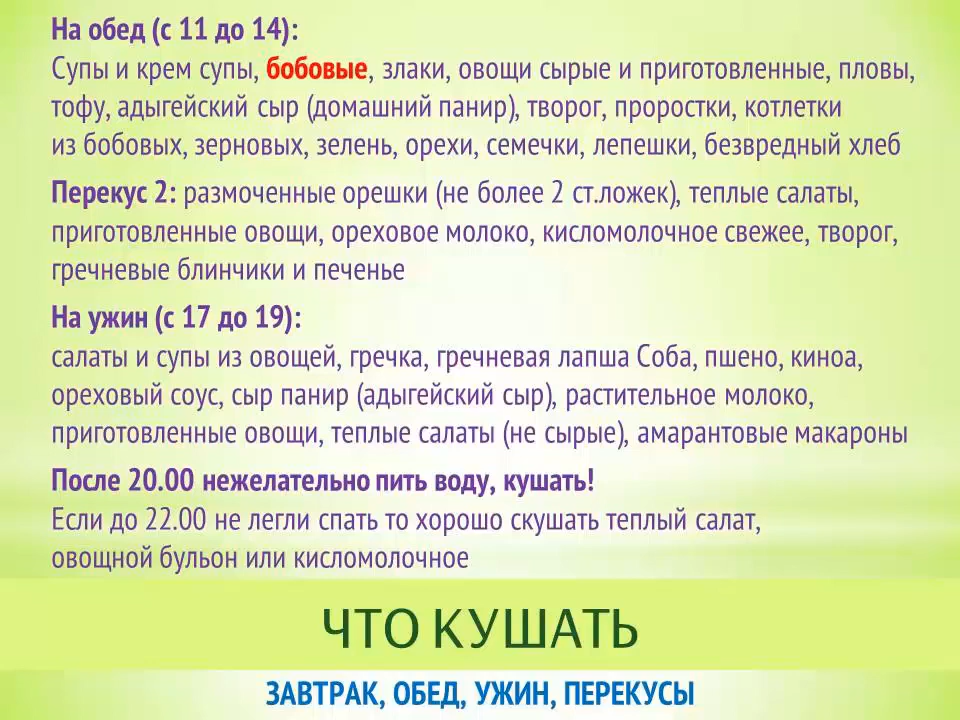 На обед (с 11 до 14):
Супы и крем супы, бобовые, злаки, овощи сырые и приготовленные, пловы,
тофу, адыгейский сыр (домашний панир), творог, проростки, котлетки
из бобовых, зерновых, зелень, орехи, семечки, лепешки, безвредный хлеб
Перекус 2: размоченные орешки (не более 2 ст.ложек), теплые салаты,
приготовленные овощи, ореховое молоко, кисломолочное свежее, творог,
гречневые блинчики и печенье
На ужин (с 17 до 19):
салаты и супы из овощей, гречка, гречневая лапша Соба, пшено, киноа,
ореховый соус, сыр панир (адыгейский сыр), растительное молоко,
приготовленные овощи, теплые салаты (не сырые), амарантовые макароны
После 20.00 нежелательно пить воду, кушать!
Если до 22.00 не легли спать то хорошо скушать теплый салат,
овощной бульон или кисломолочное
ЧТО КУШАТЬ
ЗАВТРАК, ОБЕД, УЖИН, ПЕРЕКУСЫ